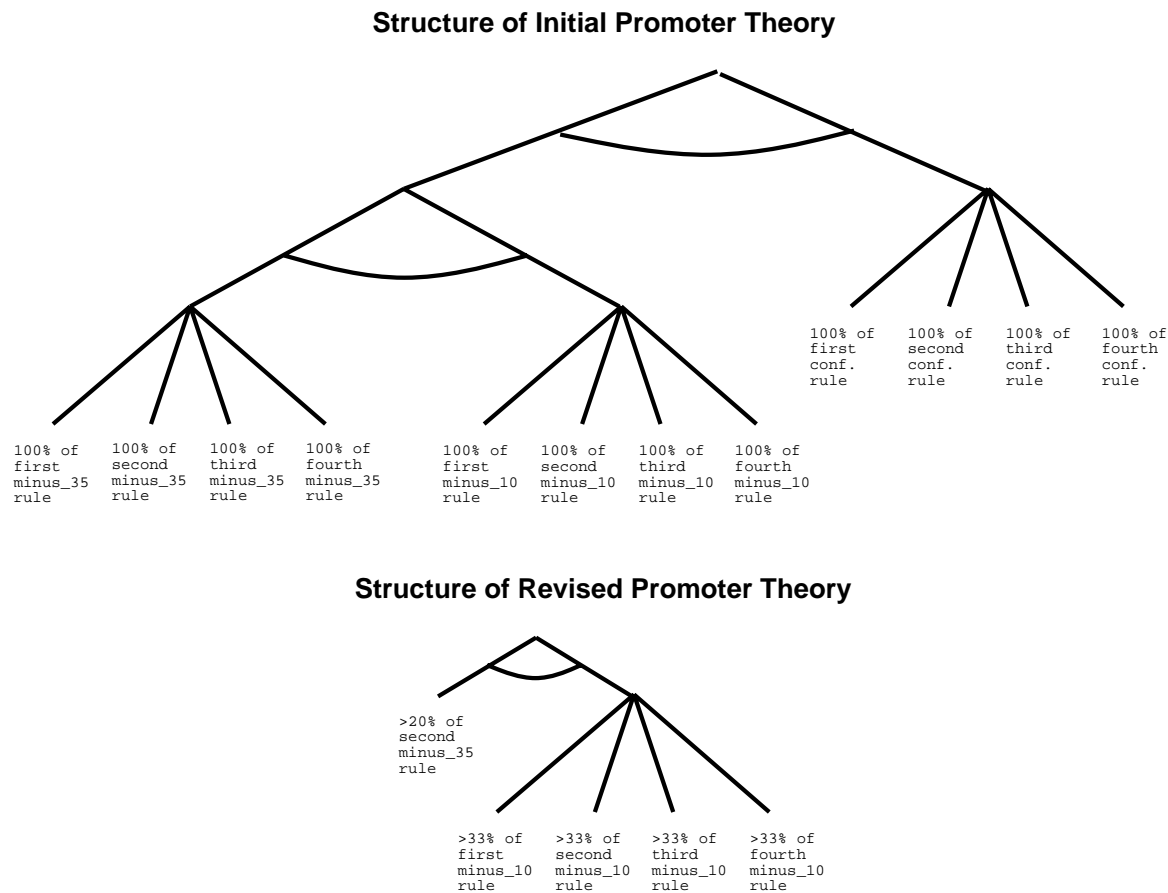 Structure of Initial Promoter Theory
100% of
first
conf.
rule
100% of
second
conf.
rule
100% of
third
conf.
rule
100% of
fourth
conf.
rule
100% of
first
minus_35
rule
100% of
second
minus_35
rule
100% of
third
minus_35
rule
100% of
fourth
minus_35
rule
100% of
first
minus_10
rule
100% of
second
minus_10
rule
100% of
third
minus_10
rule
100% of
fourth
minus_10
rule
Structure of Revised Promoter Theory
>20% of
second
minus_35
rule
>33% of
first
minus_10
rule
>33% of
second
minus_10
rule
>33% of
third
minus_10
rule
>33% of
fourth
minus_10
rule